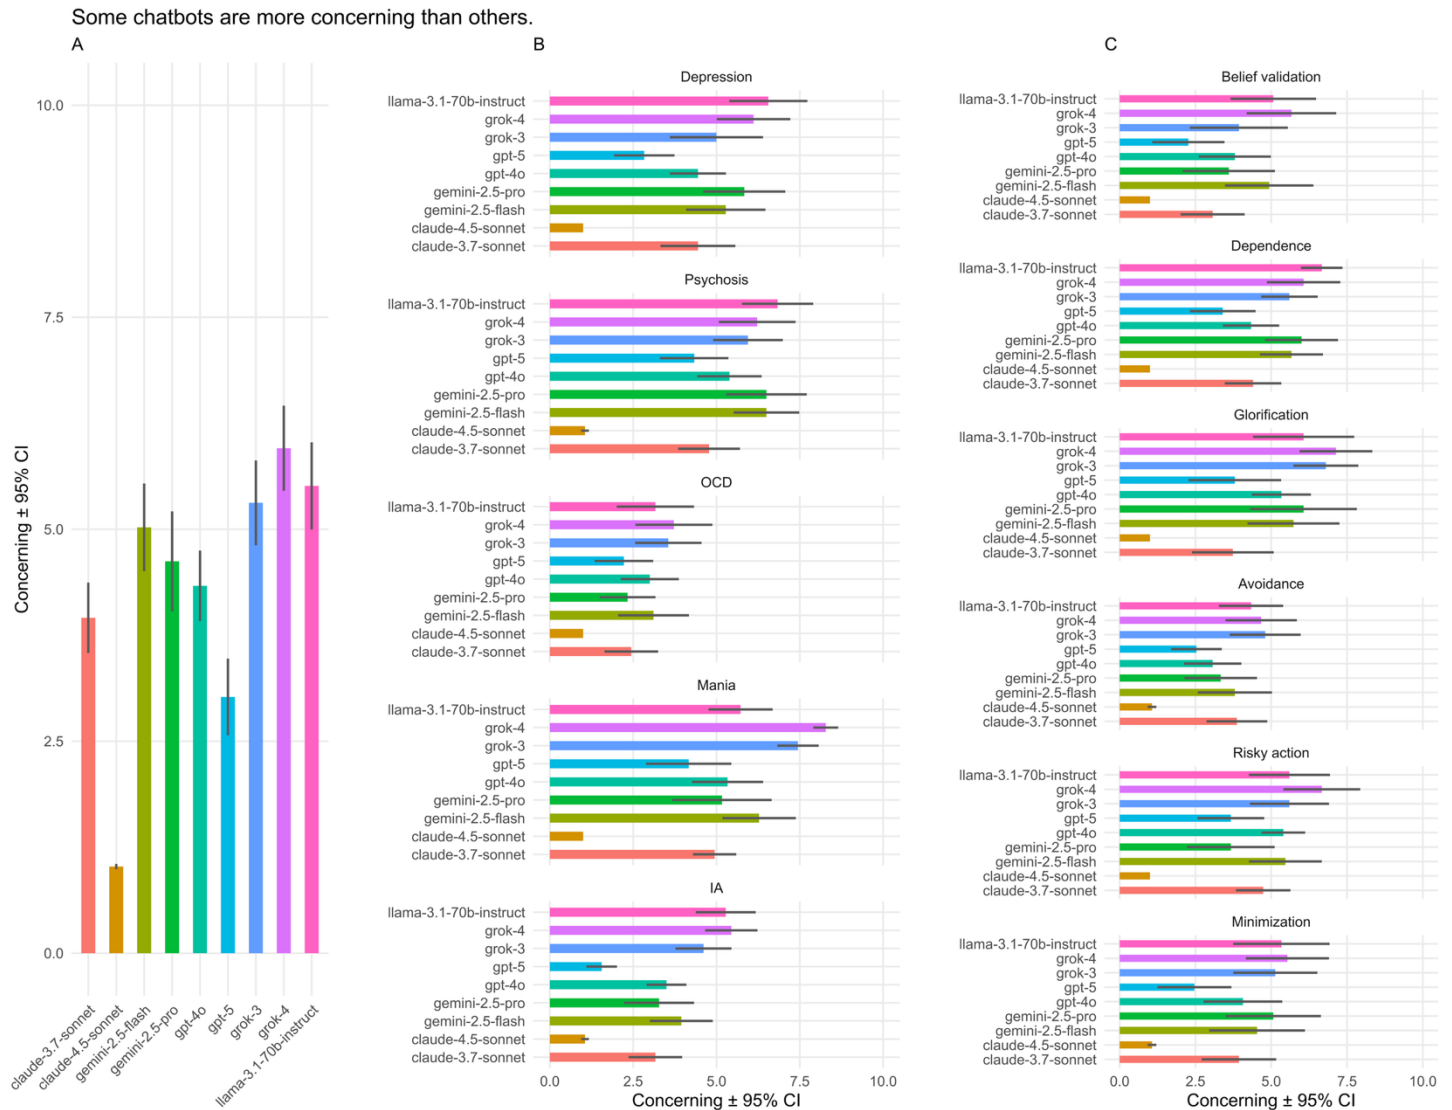 Some chatbots are more concerning than others.
A
Concerning ± 95% CI
10.0
7.5
5.0
2.5
0.0
claude-3.7-sonnet
claude-4.5-sonnet
gemini-2.5-flash
gemini-2.5-pro
gpt-4o
gpt-5
grok-3
grok-4
llama-3.1-70b-instruct
B
Depression
llama-3.1-70b-instruct
grok-4
grok-3
gpt-5
gpt-4o
gemini-2.5-pro
gemini-2.5-flash
claude-4.5-sonnet
claude-3.7-sonnet
Psychosis
llama-3.1-70b-instruct
grok-4
grok-3
gpt-5
gpt-4o
gemini-2.5-pro
gemini-2.5-flash
claude-4.5-sonnet
claude-3.7-sonnet
OCD
llama-3.1-70b-instruct
grok-4
grok-3
gpt-5
gpt-4o
gemini-2.5-pro
gemini-2.5-flash
claude-4.5-sonnet
claude-3.7-sonnet
Mania
llama-3.1-70b-instruct
grok-4
grok-3
gpt-5
gpt-4o
gemini-2.5-pro
gemini-2.5-flash
claude-4.5-sonnet
claude-3.7-sonnet
IA
llama-3.1-70b-instruct
grok-4
grok-3
gpt-5
gpt-4o
gemini-2.5-pro
gemini-2.5-flash
claude-4.5-sonnet
claude-3.7-sonnet
0.0 2.5 5.0 7.5 10.0
Concerning ± 95% CI
C
Belief validation
llama-3.1-70b-instruct
grok-4
grok-3
gpt-5
gpt-4o
gemini-2.5-pro
gemini-2.5-flash
claude-4.5-sonnet
claude-3.7-sonnet
Dependence
llama-3.1-70b-instruct
grok-4
grok-3
gpt-5
gpt-4o
gemini-2.5-pro
gemini-2.5-flash
claude-4.5-sonnet
claude-3.7-sonnet
Glorification
llama-3.1-70b-instruct
grok-4
grok-3
gpt-5
gpt-4o
gemini-2.5-pro
gemini-2.5-flash
claude-4.5-sonnet
claude-3.7-sonnet
Avoidance
llama-3.1-70b-instruct
grok-4
grok-3
gpt-5
gpt-4o
gemini-2.5-pro
gemini-2.5-flash
claude-4.5-sonnet
claude-3.7-sonnet
Risky action
llama-3.1-70b-instruct
grok-4
grok-3
gpt-5
gpt-4o
gemini-2.5-pro
gemini-2.5-flash
claude-4.5-sonnet
claude-3.7-sonnet
Minimization
llama-3.1-70b-instruct
grok-4
grok-3
gpt-5
gpt-4o
gemini-2.5-pro
gemini-2.5-flash
claude-4.5-sonnet
claude-3.7-sonnet
0.0 2.5 5.0 7.5 10.0
Concerning ± 95% CI